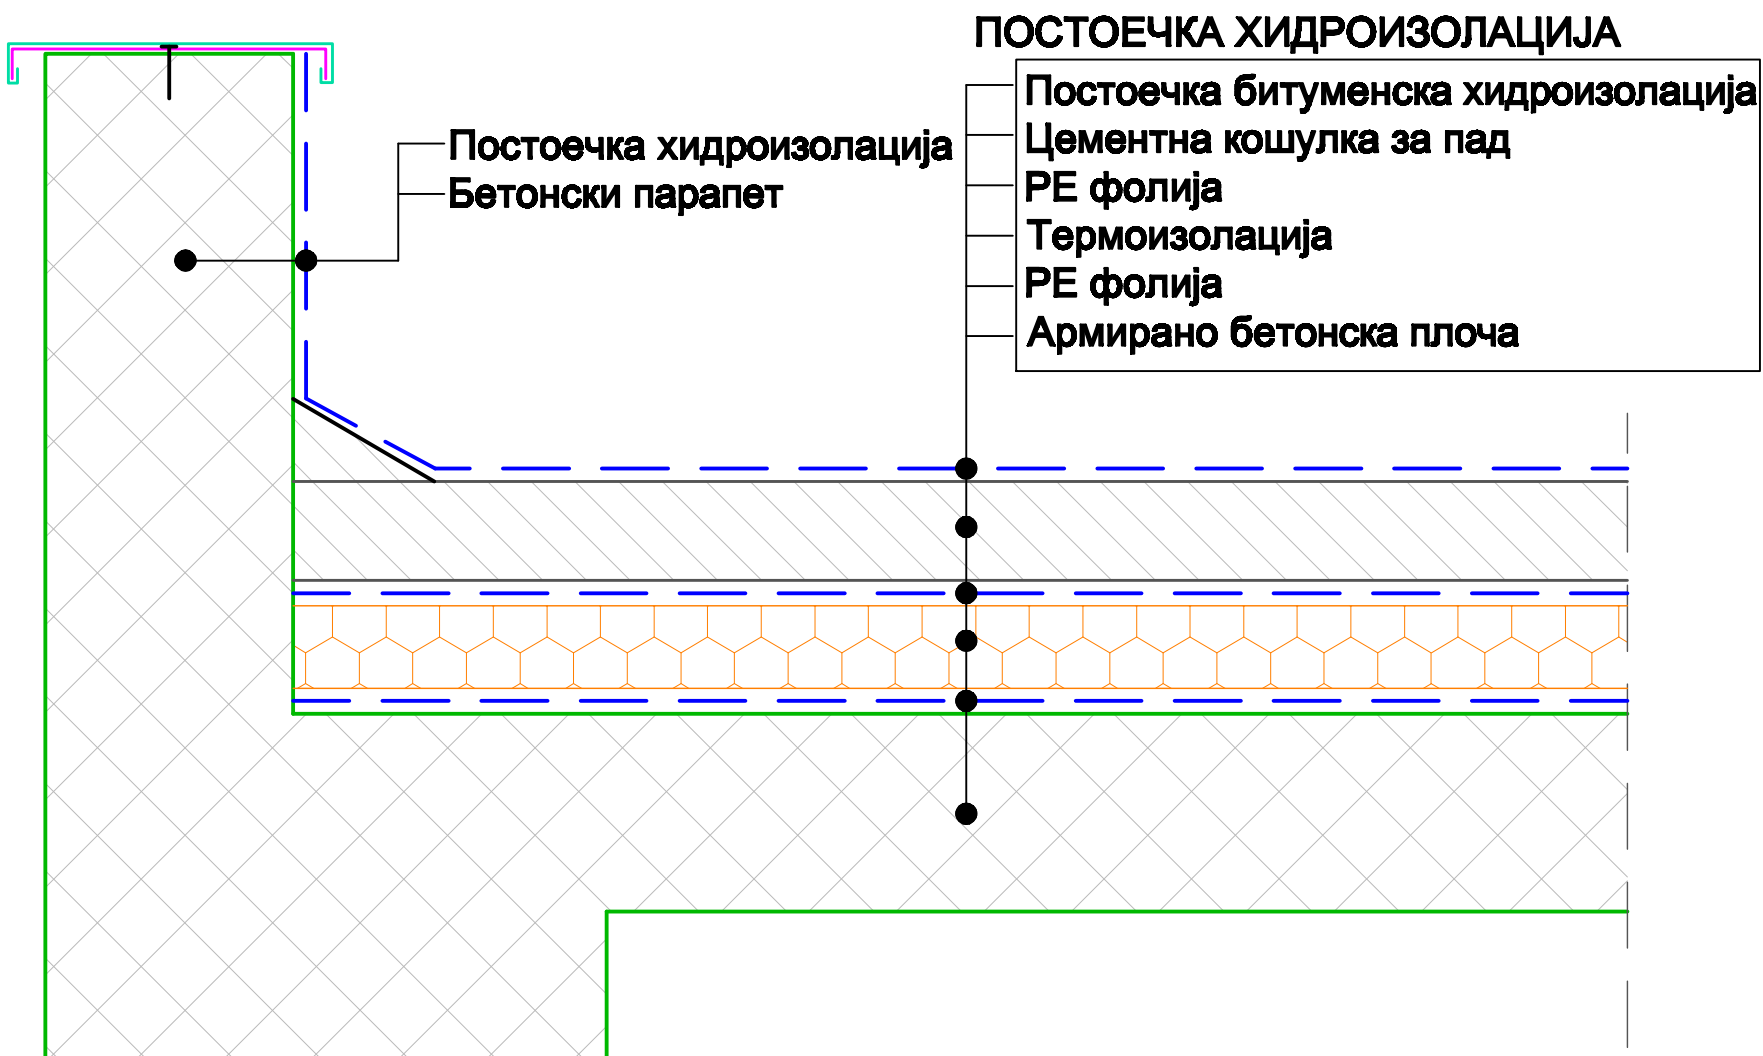 ПОСТОЕЧКА ХИДРОИЗОЛАЦИЈА
Постоечка битуменска хидроизолација
Цементна кошулка за пад
PE фолија
Термоизолација
PE фолија
Армирано бетонска плоча
Постоечка хидроизолација
Бетонски парапет